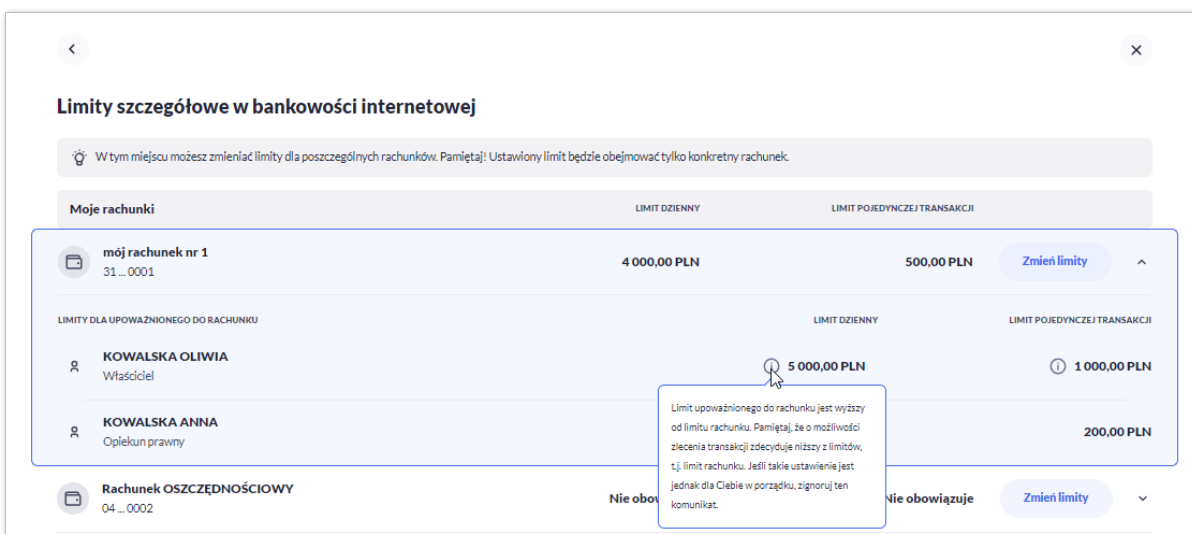 Limity szczegółowe w bankowości internetowej
W tym miejscu możesz zmieniać limity dla poszczególnych rachunków. Pamiętaj! Ustawiony limit będzie obejmować tylko konkretny rachunek.
Moje rachunki LIMIT DZIENNY LIMIT POJEDYNCZEJ TRANSAKCJI
mój rachunek nr 1
31 ... 0001
4 000,00 PLN 500,00 PLN Zmień limity
LIMITY DLA UPOWAŻNIONEGO DO RACHUNKU LIMIT DZIENNY LIMIT POJEDYNCZEJ TRANSAKCJI
KOWALSKA OLIWIA
Właściciel
5 000,00 PLN 1 000,00 PLN
KOWALSKA ANNA
Opiekun prawny
200,00 PLN
Limit upoważnionego do rachunku jest wyższy
od limitu rachunku. Pamiętaj, że o możliwości
zlecenia transakcji zdecyduje niższy z limitów,
t.j. limit rachunku. Jeśli takie ustawienie jest
jednak dla Ciebie w porządku, zignoruj ten
komunikat.
Rachunek OSZCZĘDNOŚCIOWY
04 ... 0002
Nie obowiązuje Zmień limity